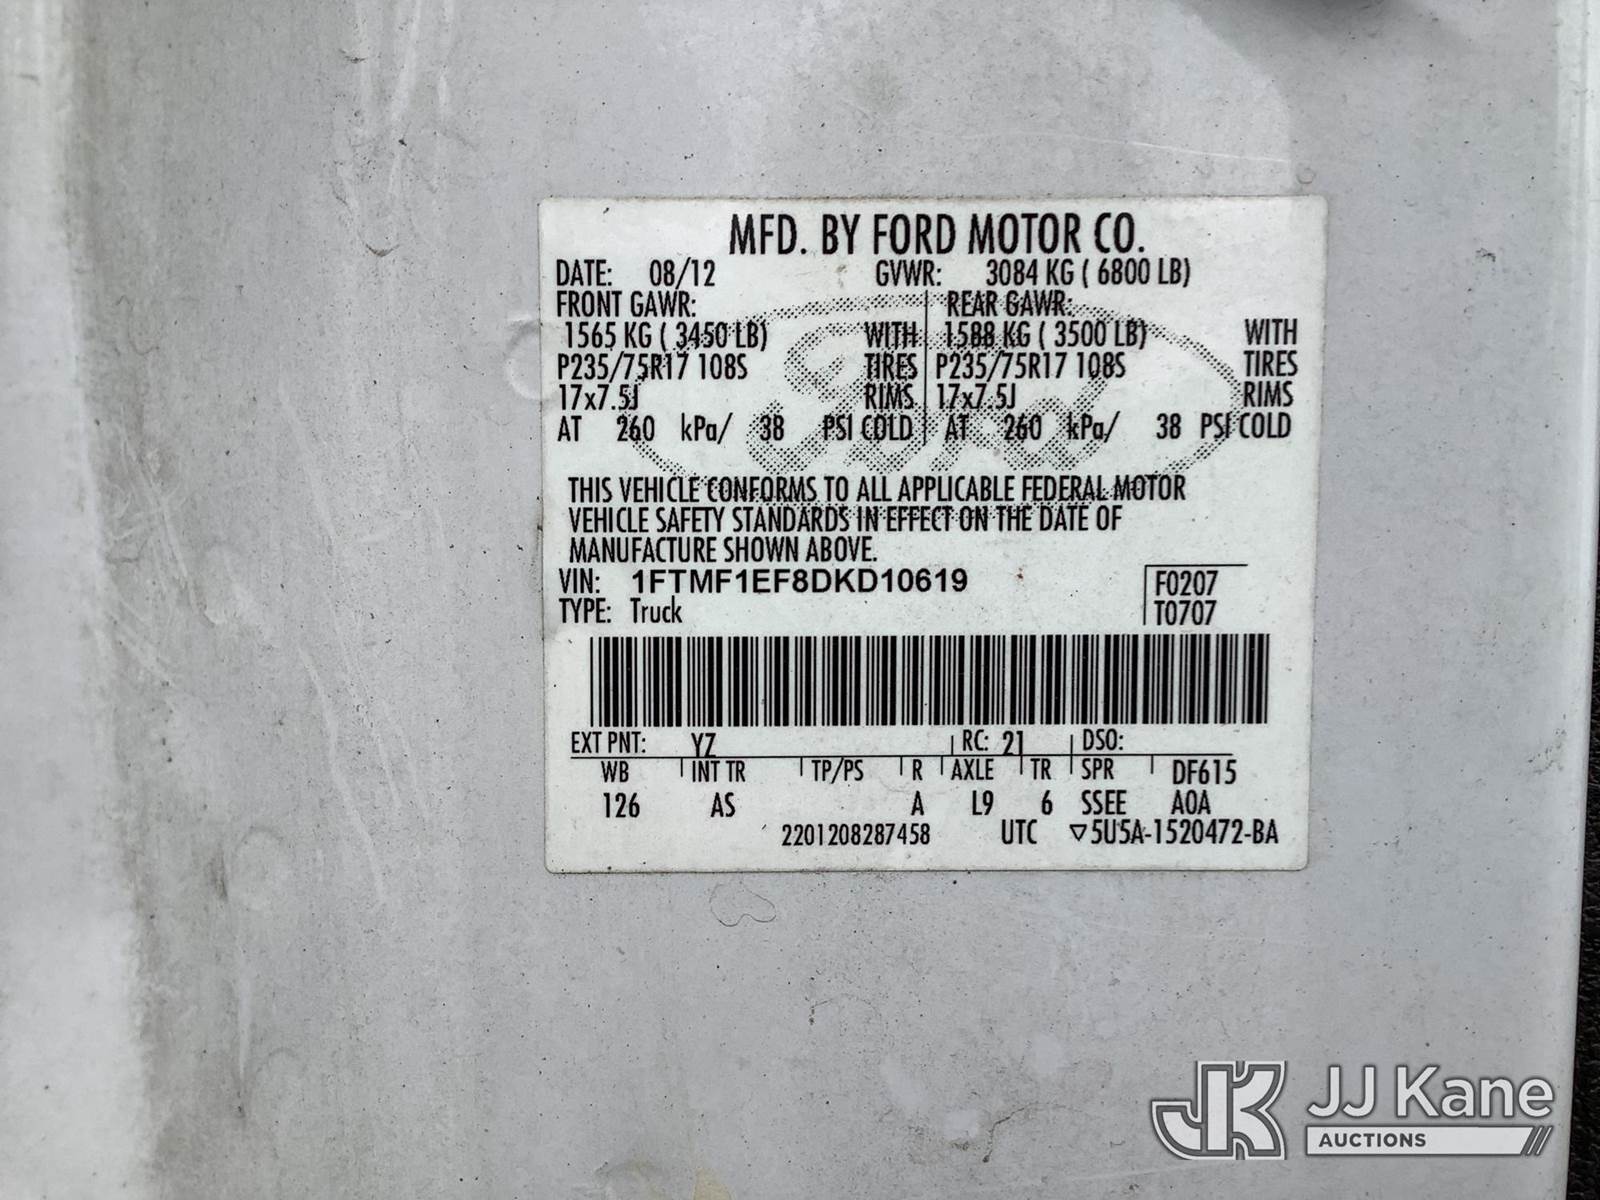 MFD. BY FORD MOTOR CO.
DATE: 08/12 GVWR: 3084 KG ( 6800 LB)
FRONT GAWR: REAR GAWR:
1565 KG ( 3450 LB) WITH 1588 KG ( 3500 LB) WITH
P235/75R17 108S TIRES P235/75R17 108S TIRES
17x7.5J RIMS 17x7.5J RIMS
AT 260 kPa/ 38 PSI COLD AT 260 kPa/ 38 PSI COLD
Ford
THIS VEHICLE CONFORMS TO ALL APPLICABLE FEDERAL MOTOR
VEHICLE SAFETY STANDARDS IN EFFECT ON THE DATE OF
MANUFACTURE SHOWN ABOVE.
VIN: 1FTMF1EF8DKD10619 F0207
TYPE: Truck T0707
EXT PNT: YZ RC: 21 DSO:
WB INT TR TP/PS R AXLE TR SPR DF615
126 AS A L9 6 SSEE A0A
2201208287458 UTC ▽5U5A-1520472-BA
JK JJ Kane
AUCTIONS